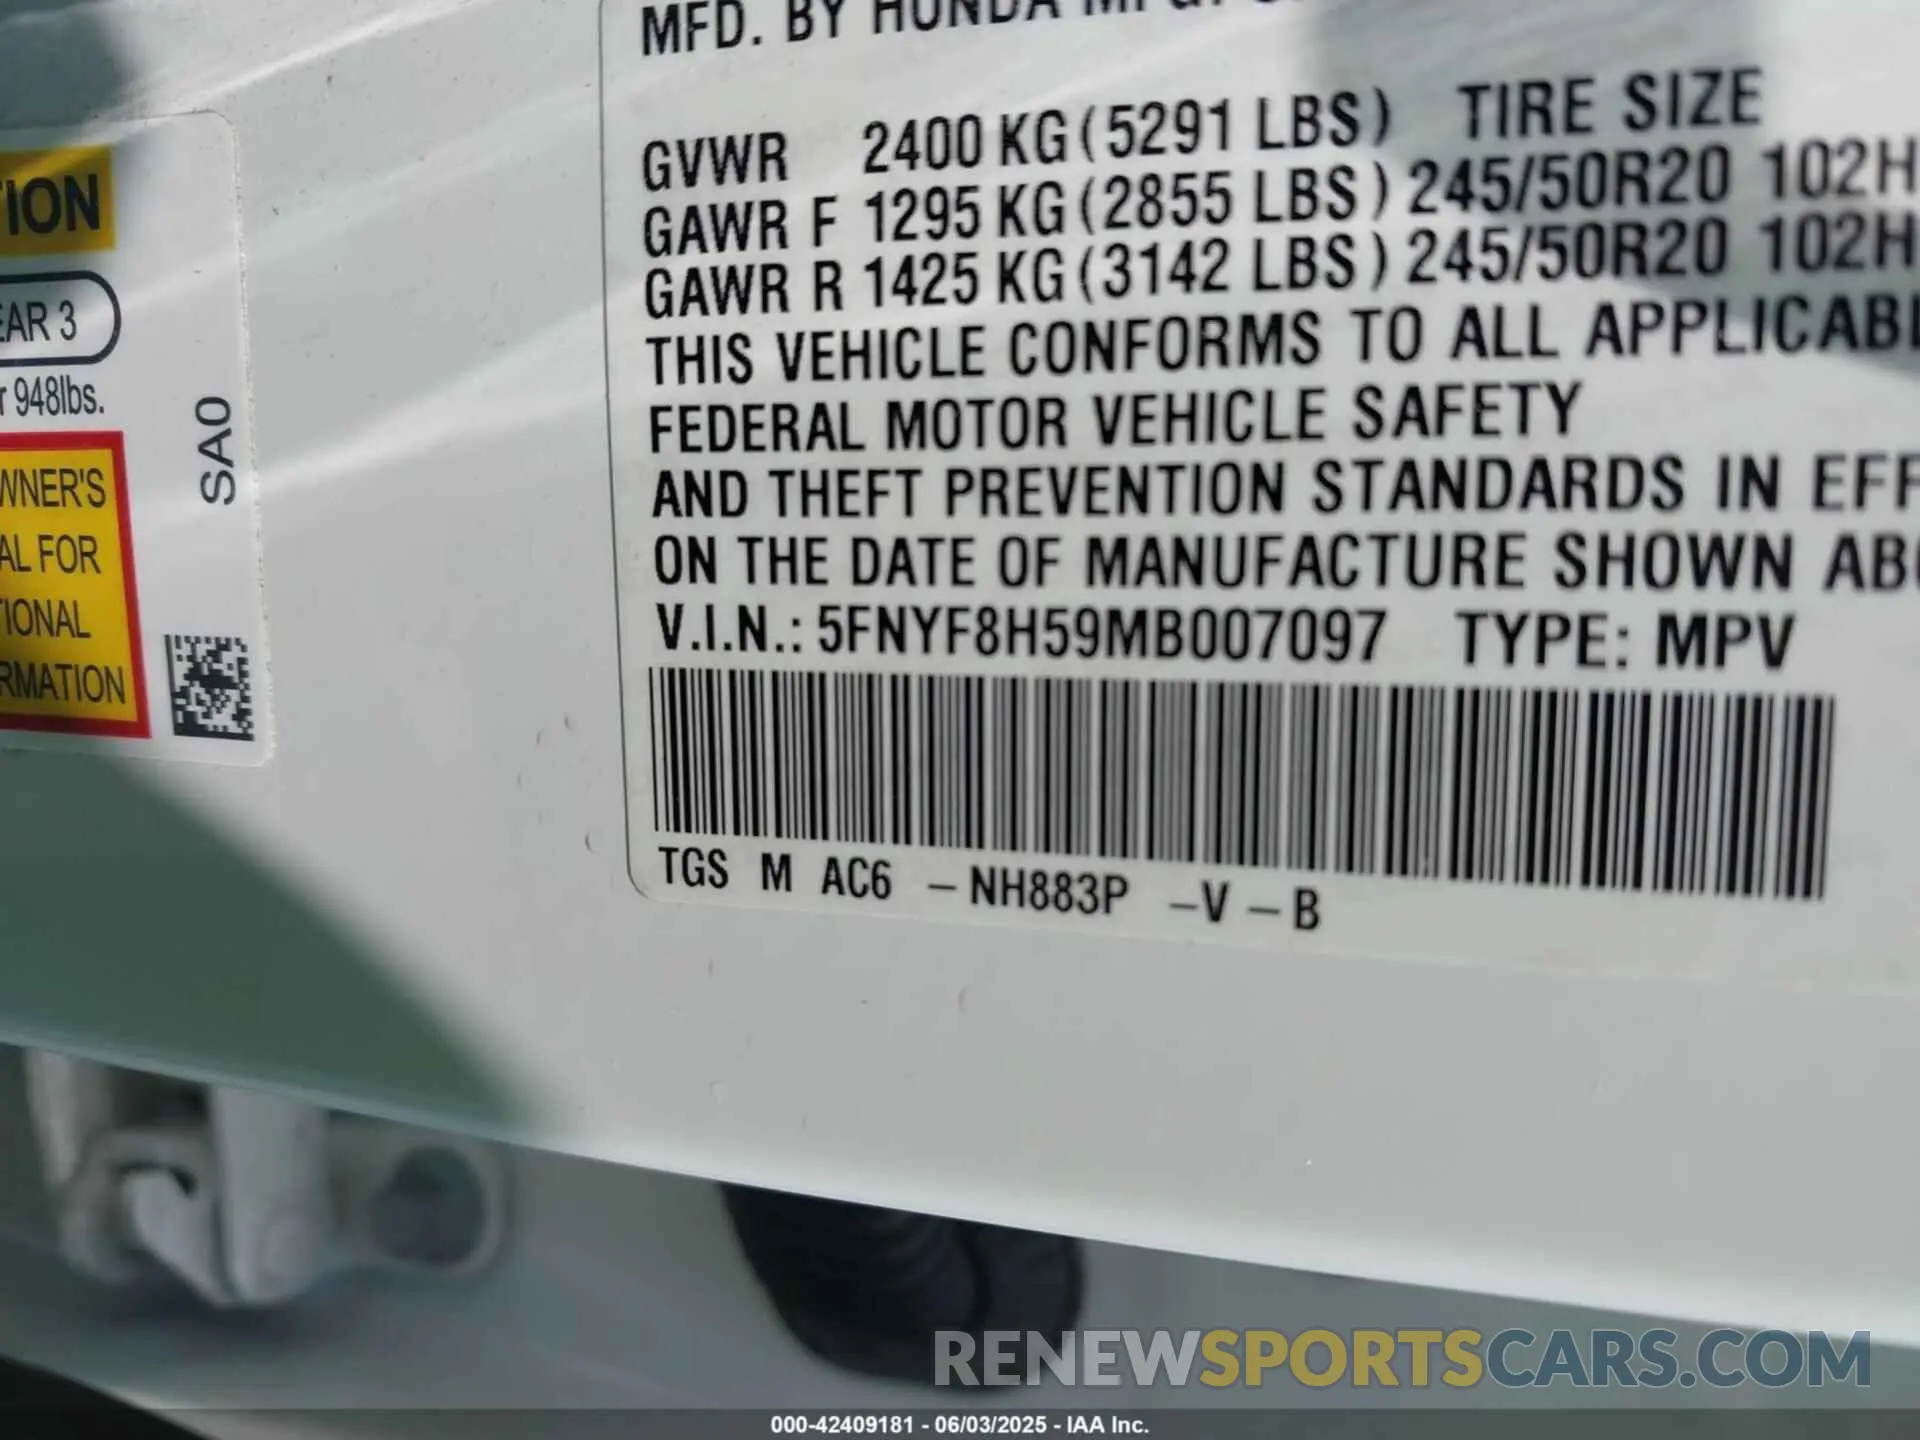 MFD. BY HONDA
GVWR 2400 KG (5291 LBS) TIRE SIZE
GAWR F 1295 KG (2855 LBS) 245/50R20 102H
GAWR R 1425 KG (3142 LBS) 245/50R20 102H
THIS VEHICLE CONFORMS TO ALL APPLICABL
FEDERAL MOTOR VEHICLE SAFETY
AND THEFT PREVENTION STANDARDS IN EFF
ON THE DATE OF MANUFACTURE SHOWN AB
V.I.N.: 5FNYF8H59MB007097 TYPE: MPV
TGS M AC6 – NH883P – V – B
TION
EAR 3
r 948lbs.
SA0
WNER'S
AL FOR
TIONAL
RMATION
RENEWSPORTSCARS.COM
000-42409181 - 06/03/2025 - IAA Inc.